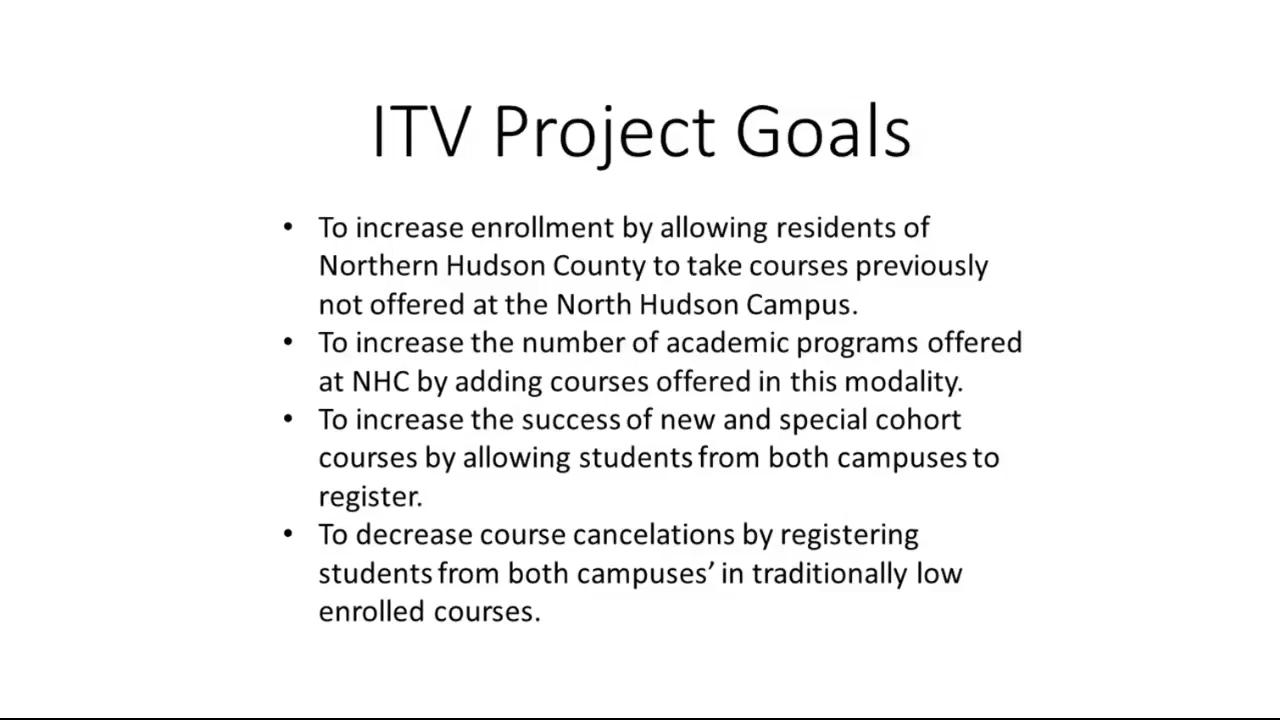 ITV Project Goals
• To increase enrollment by allowing residents of
Northern Hudson County to take courses previously
not offered at the North Hudson Campus.
• To increase the number of academic programs offered
at NHC by adding courses offered in this modality.
• To increase the success of new and special cohort
courses by allowing students from both campuses to
register.
• To decrease course cancelations by registering
students from both campuses’ in traditionally low
enrolled courses.